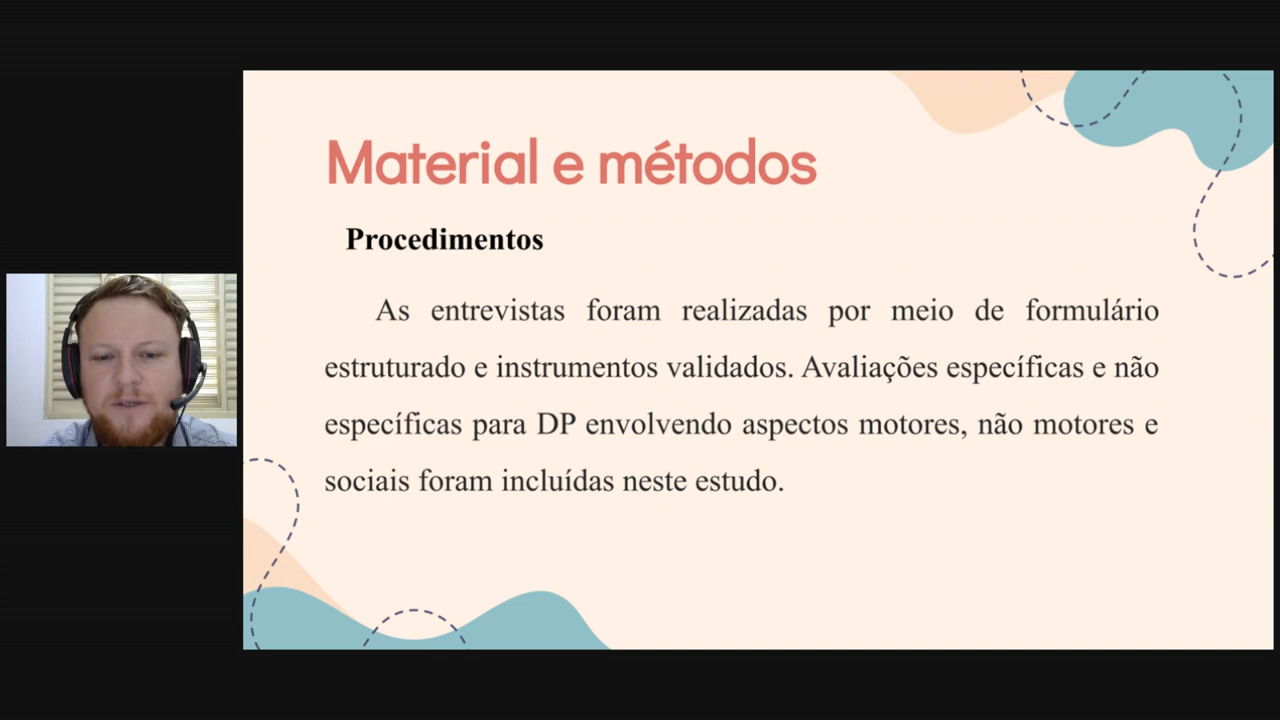 Material e métodos
Procedimentos
As entrevistas foram realizadas por meio de formulário
estruturado e instrumentos validados. Avaliações específicas e não
específicas para DP envolvendo aspectos motores, não motores e
sociais foram incluídas neste estudo.